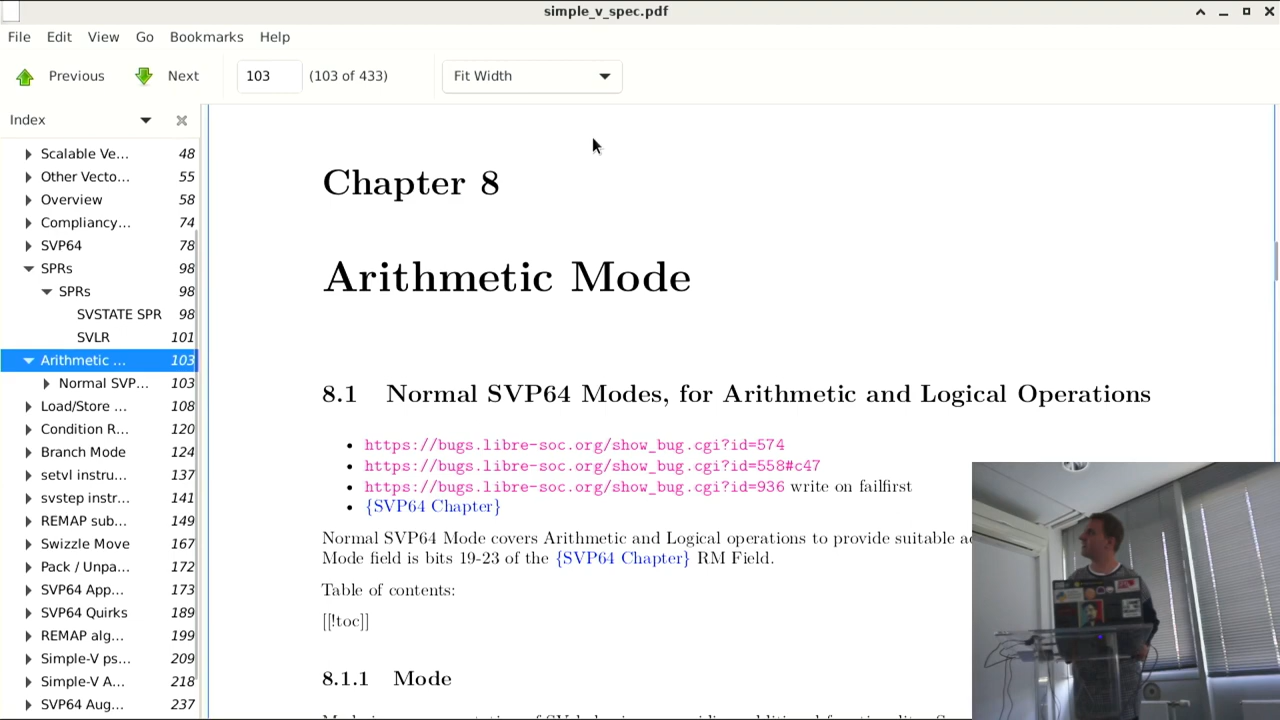 simple_v_spec.pdf
File Edit View Go Bookmarks Help
Previous Next 103 (103 of 433) Fit Width
Index
Scalable Ve... 48
Other Vecto... 55
Overview 58
Compliancy... 74
SVP64 78
SPRs 98
SPRs 98
SVSTATE SPR 98
SVLR 101
Arithmetic ... 103
Normal SVP... 103
Load/Store ... 108
Condition R... 120
Branch Mode 124
setvl instru... 137
svstep instr... 141
REMAP sub... 149
Swizzle Move 167
Pack / Unpa... 172
SVP64 App... 173
SVP64 Quirks 189
REMAP alg... 199
Simple-V ps... 209
Simple-V A... 218
SVP64 Aug... 237
Chapter 8
Arithmetic Mode
8.1 Normal SVP64 Modes, for Arithmetic and Logical Operations
• https://bugs.libre-soc.org/show_bug.cgi?id=574
• https://bugs.libre-soc.org/show_bug.cgi?id=558#c47
• https://bugs.libre-soc.org/show_bug.cgi?id=936 write on failfirst
• {SVP64 Chapter}
Normal SVP64 Mode covers Arithmetic and Logical operations to provide suitable
Mode field is bits 19-23 of the {SVP64 Chapter} RM Field.
Table of contents:
[[!toc]]
8.1.1 Mode